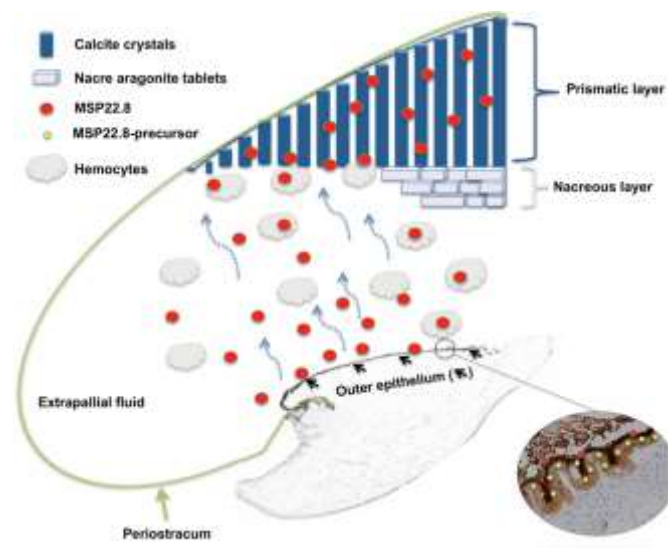 Calcite crystals
Nacre aragonite tablets
MSP22.8
MSP22.8-precursor
Hemocytes
Prismatic layer
Nacreous layer
Outer epithelium ( )
Extrapallial fluid
Periostracum